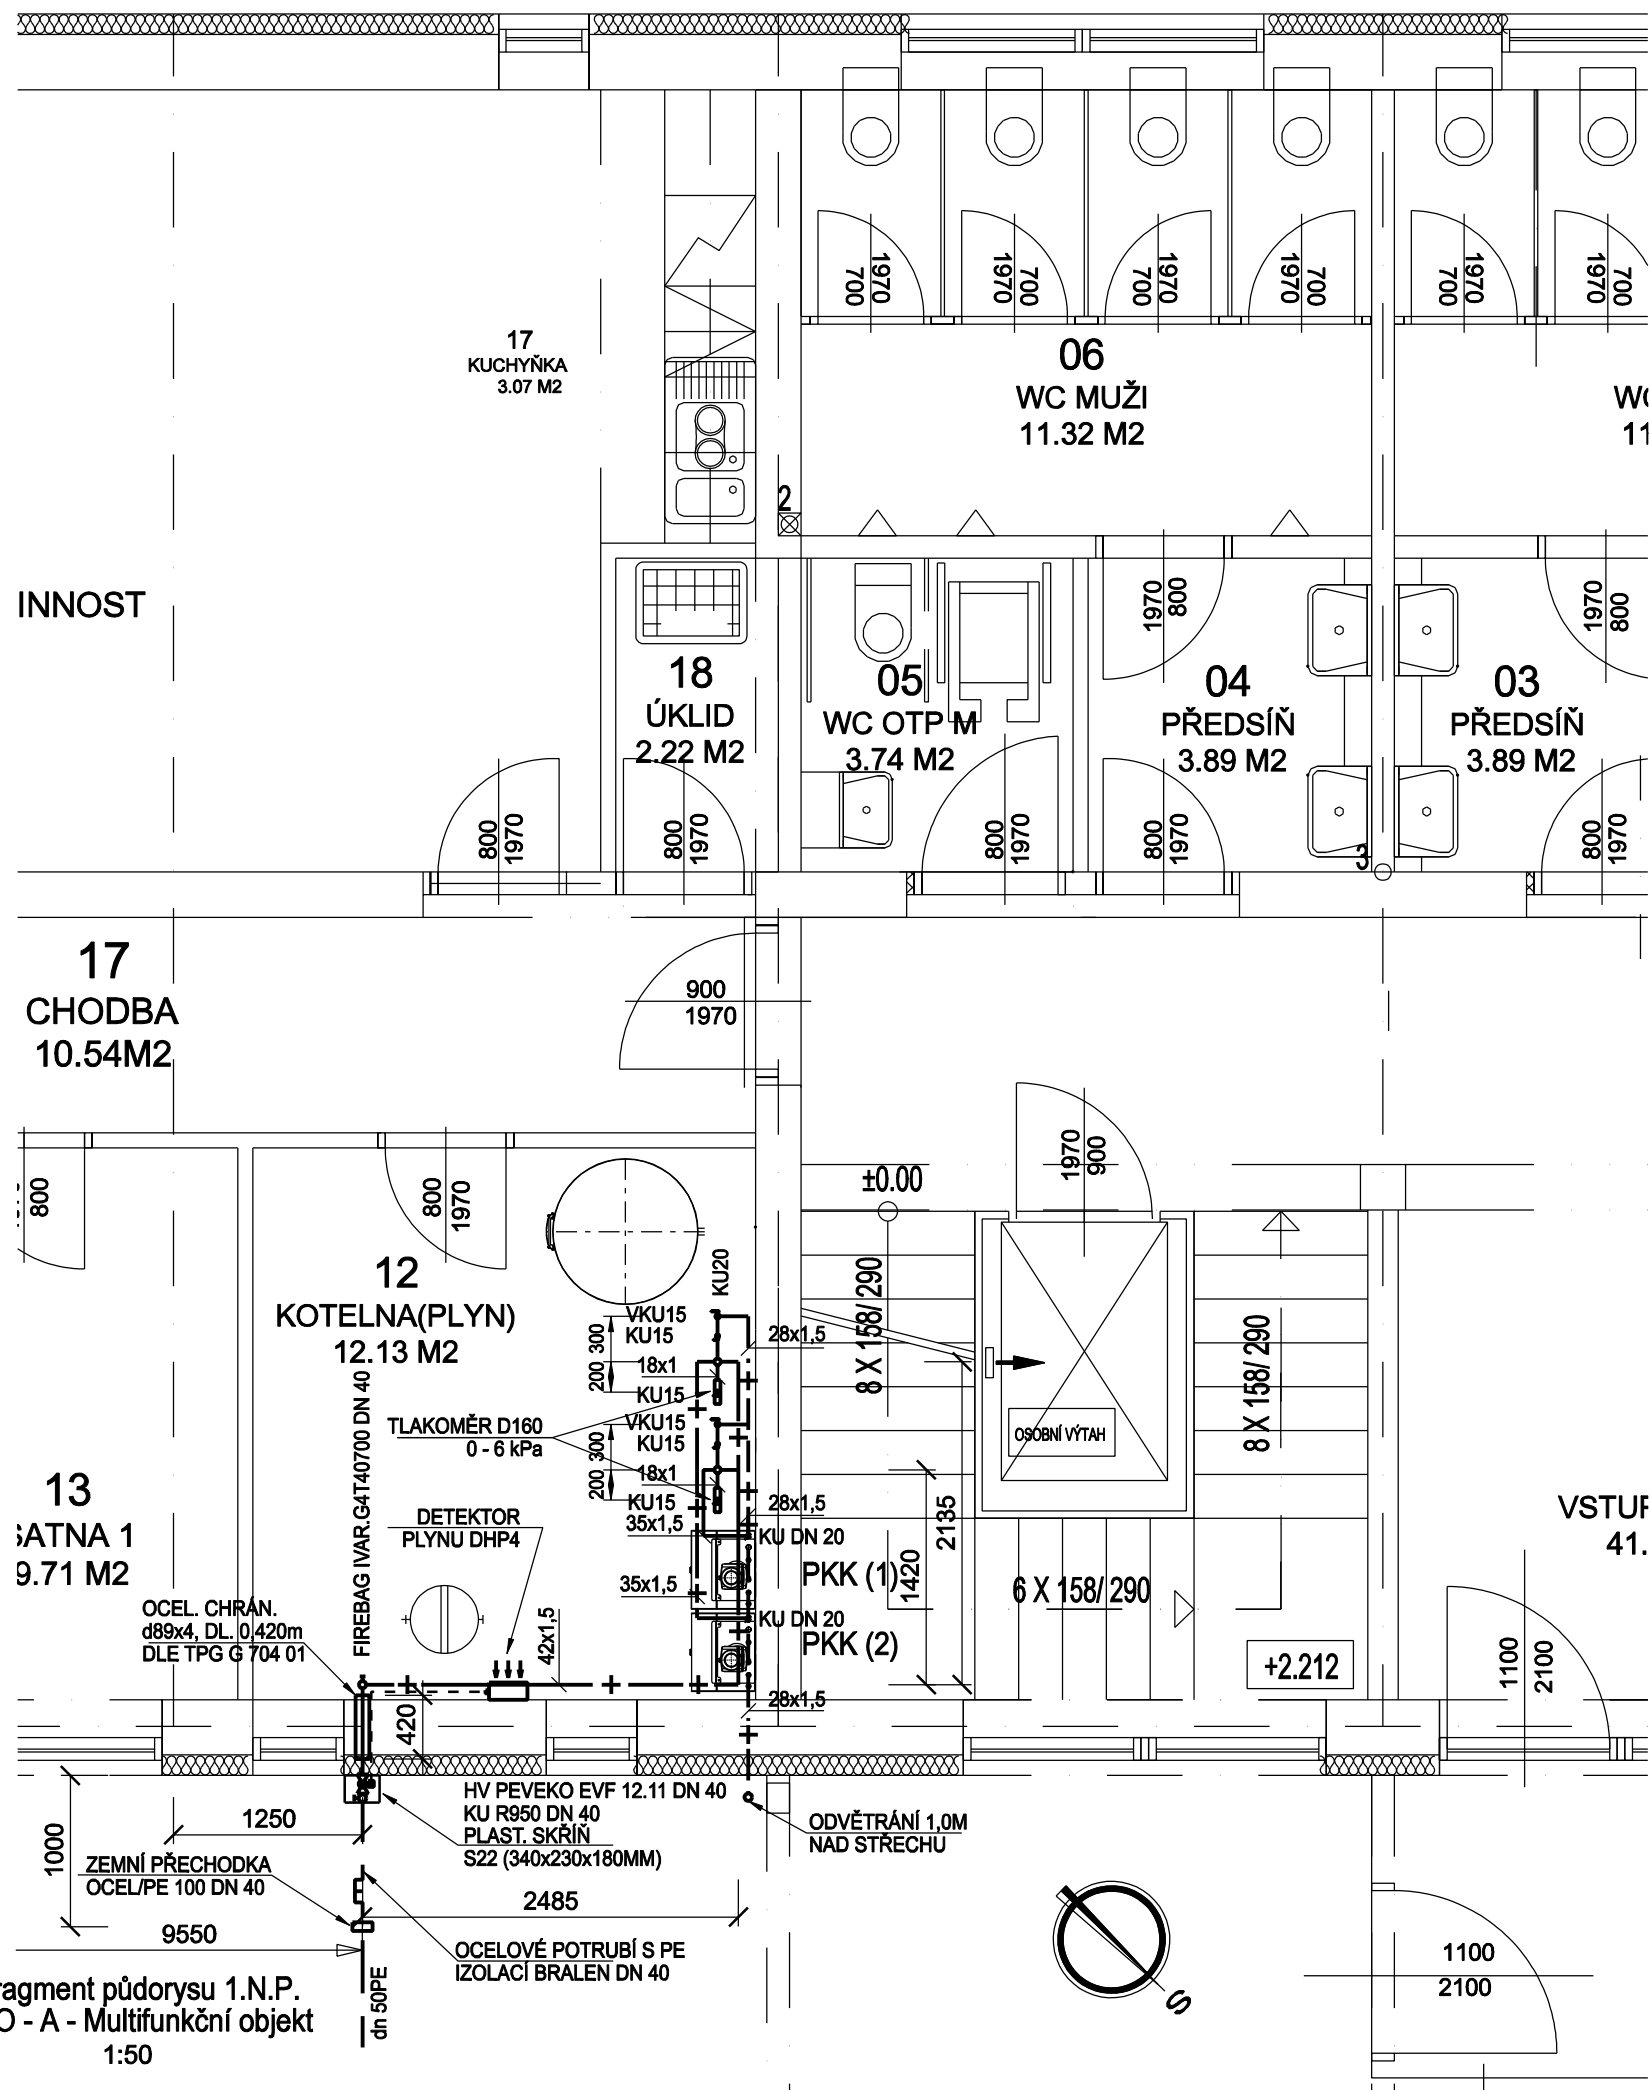 1970
700
1970
700
1970
700
1970
700
1970
700
1970
700
17
KUCHYŇKA
3.07 M2
06
WC MUŽI
11.32 M2
11
2
INNOST
1970
800
1970
800
18
ÚKLID
2.22 M2
05
WC OTP M
3.74 M2
04
PŘEDSÍŇ
3.89 M2
03
PŘEDSÍŇ
3.89 M2
800
1970
800
1970
800
1970
800
1970
800
1970
3
17
CHODBA
10.54M2
900
1970
1970
900
±0.00
800
800
1970
12
KOTELNA(PLYN)
12.13 M2
KU20
VKU15
KU15
300
200
18x1
KU15
28x1,5
TLAKOMĚR D160
0 - 6 kPa
VKU15
KU15
300
200
18x1
KU15
28x1,5
35x1,5
8 X 158/ 290
8 X 158/ 290
OSOBNÍ VÝTAH
FIREBAG IVAR.G4T40700 DN 40
13
ŠATNA 1
9.71 M2
DETEKTOR
PLYNU DHP4
KU DN 20
PKK (1)
35x1,5
KU DN 20
PKK (2)
1420
2135
6 X 158/ 290
VSTUP
41.
OCEL. CHRÁN.
d89x4, DL. 0,420m
DLE TPG G 704 01
42x1,5
28x1,5
+2.212
1100
2100
420
1250
1000
HV PEVEKO EVF 12.11 DN 40
KU R950 DN 40
PLAST. SKŘÍŇ
S22 (340x230x180MM)
ODVĚTRÁNÍ 1,0M
NAD STŘECHU
ZEMNÍ PŘECHODKA
OCEL/PE 100 DN 40
2485
9550
OCELOVÉ POTRUBÍ S PE
IZOLACÍ BRALEN DN 40
dn 50PE
S
1100
2100
ragment půdorysu 1.N.P.
O - A - Multifunkční objekt
1:50